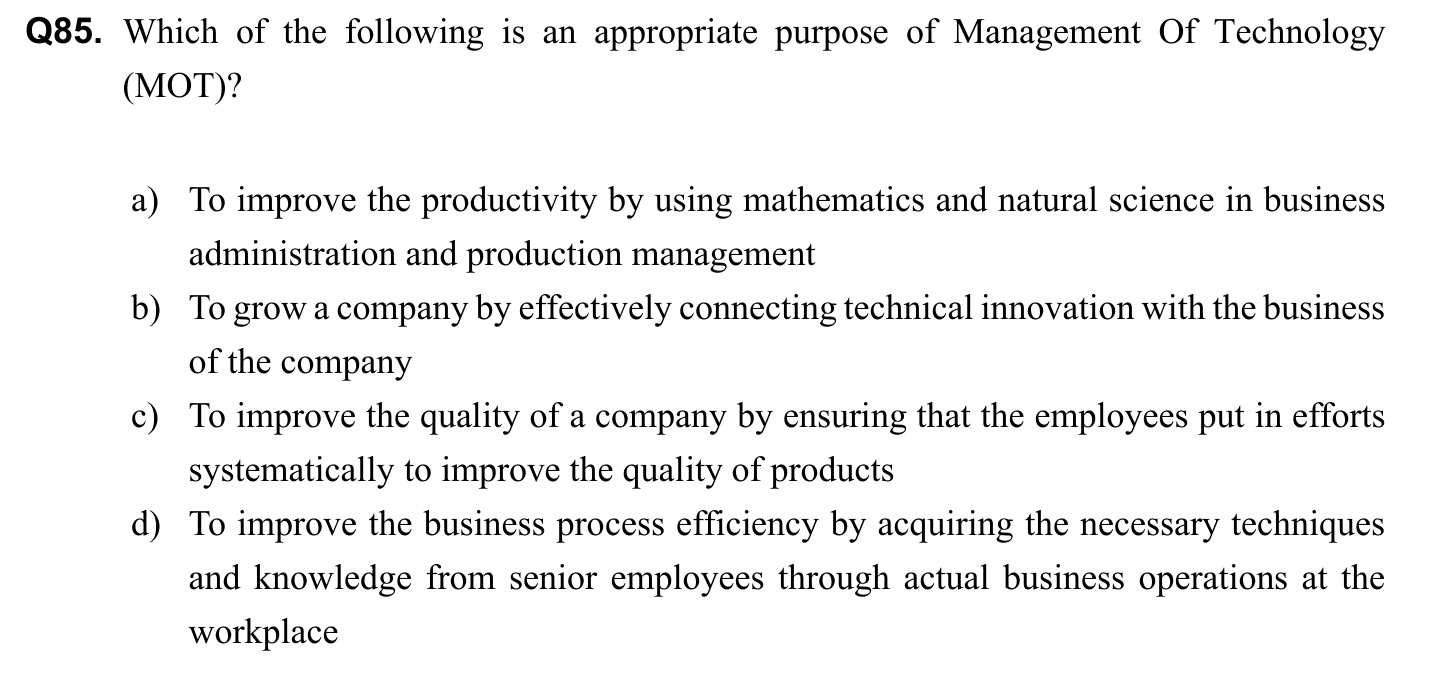 Q85. Which of the following is an appropriate purpose of Management Of Technology
(MOT)?
a) To improve the productivity by using mathematics and natural science in business
administration and production management
b) To grow a company by effectively connecting technical innovation with the business
of the company
c) To improve the quality of a company by ensuring that the employees put in efforts
systematically to improve the quality of products
d) To improve the business process efficiency by acquiring the necessary techniques
and knowledge from senior employees through actual business operations at the
workplace